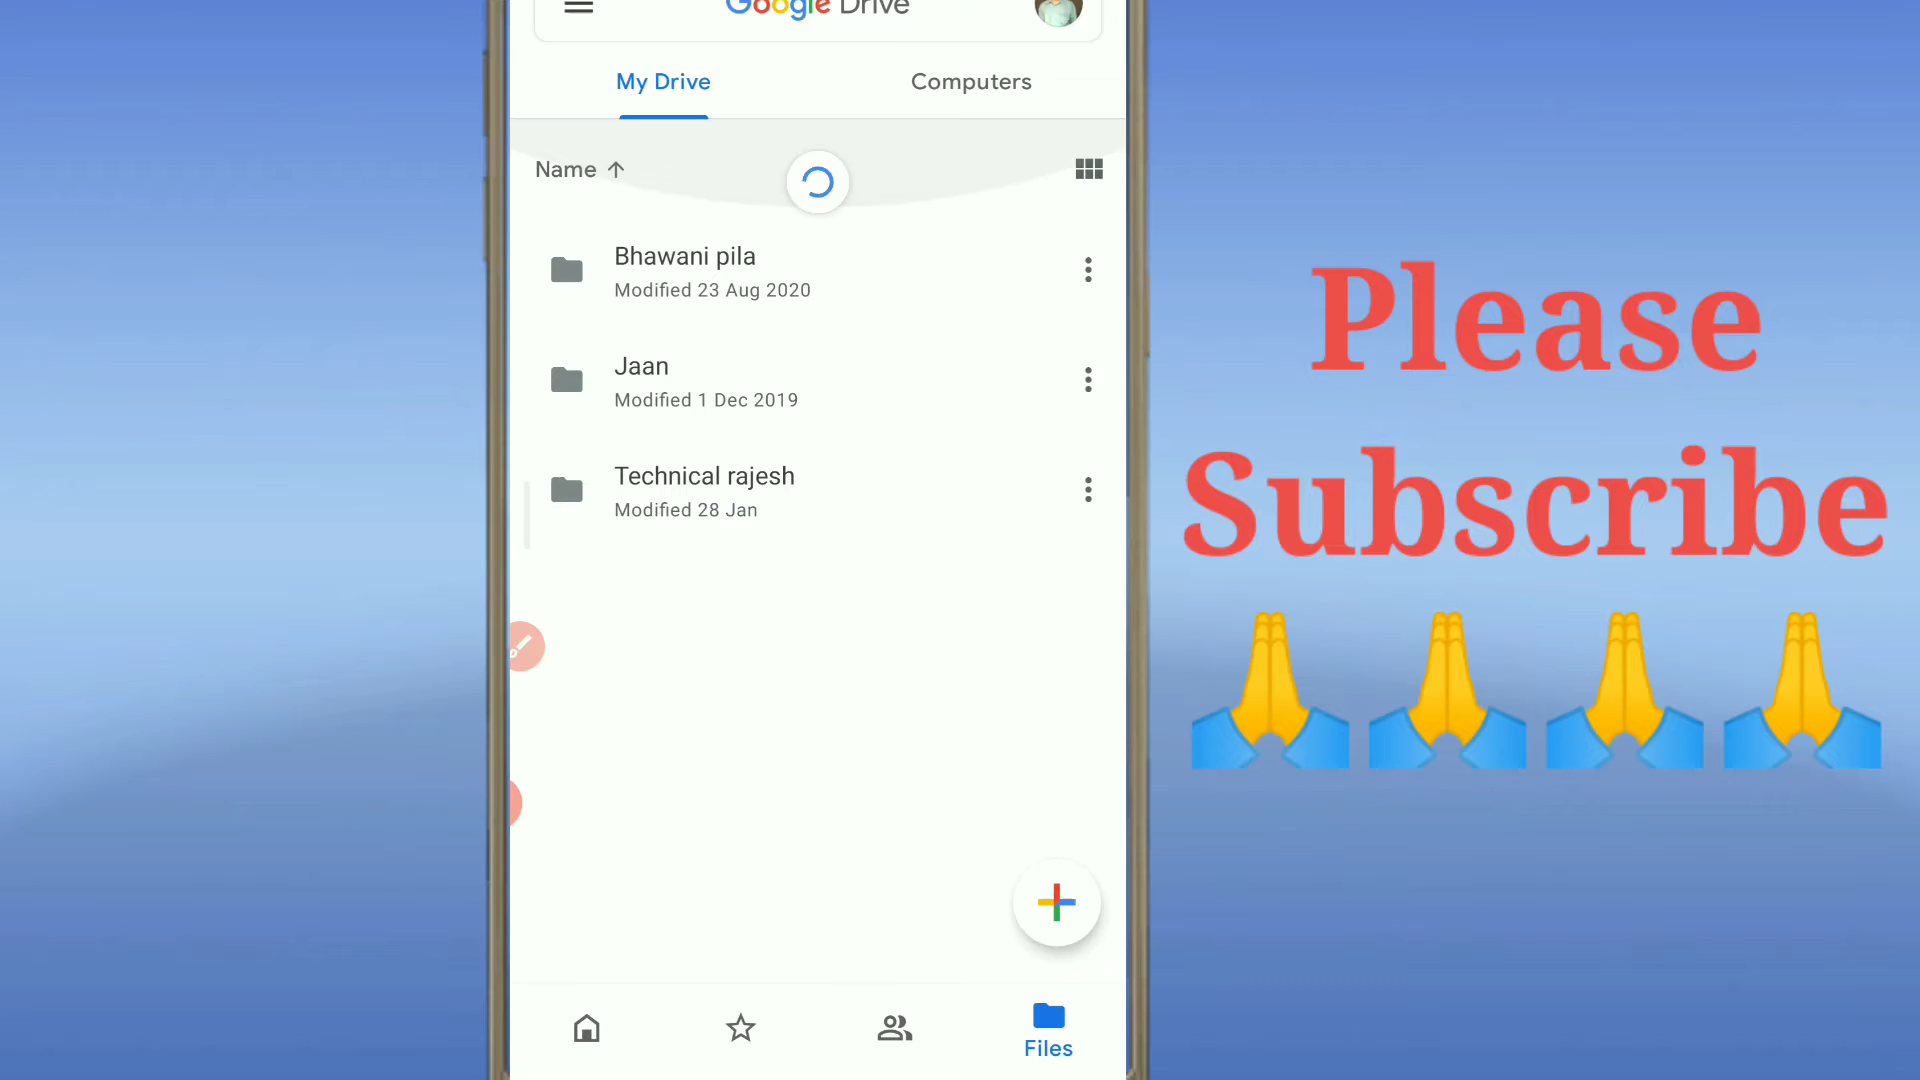 Google Drive
My Drive
Computers
Name
Bhawani pila
Modified 23 Aug 2020
Jaan
Modified 1 Dec 2019
Technical rajesh
Modified 28 Jan
Files
Please
Subscribe
🙏🙏🙏🙏